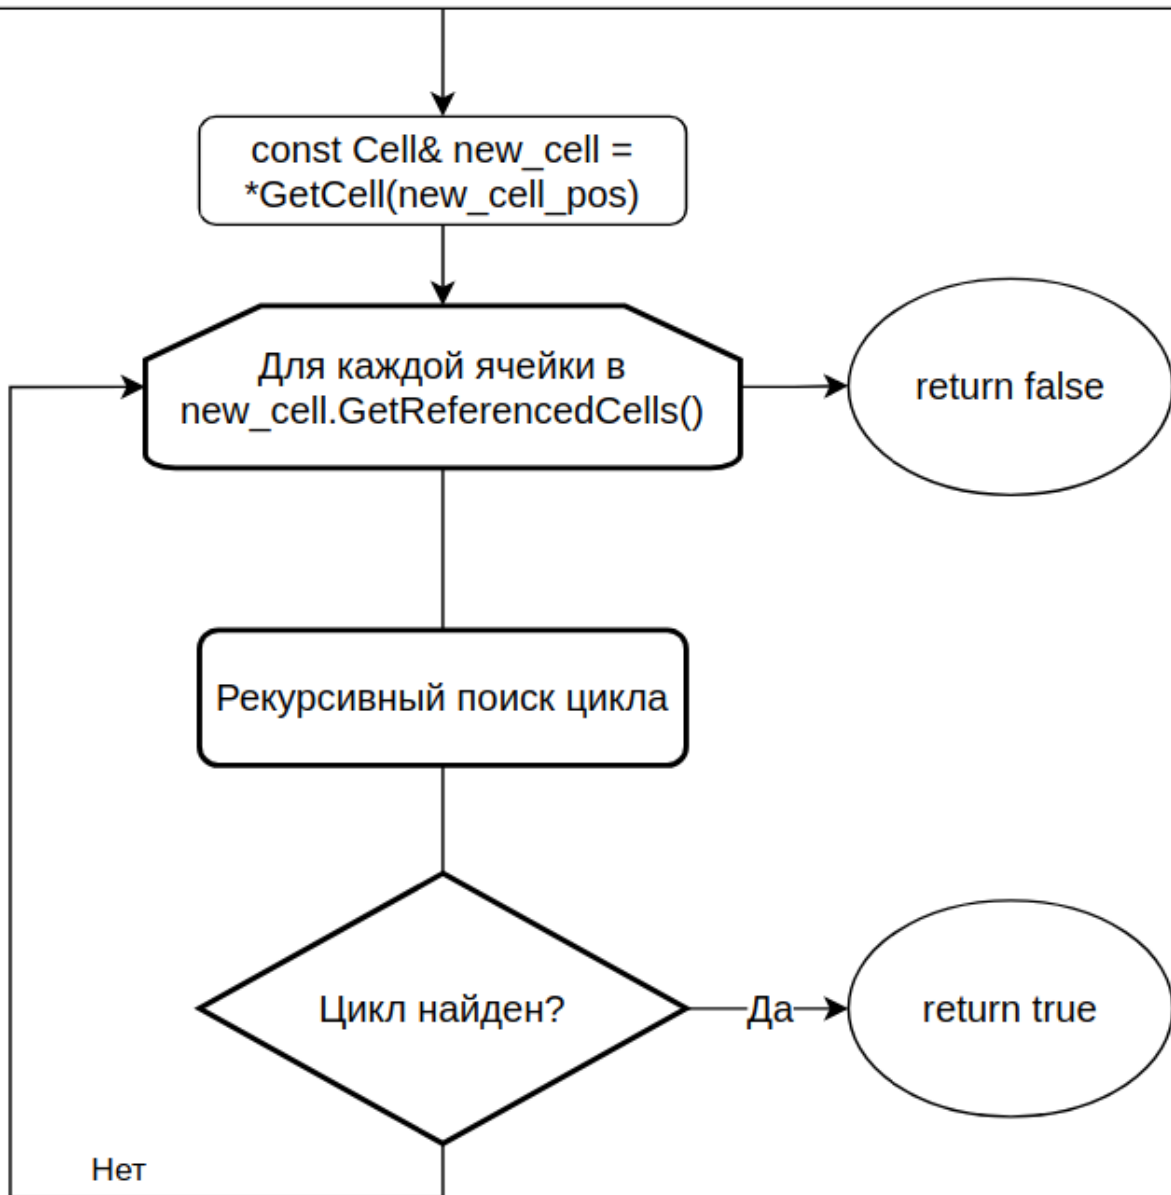 const Cell& new_cell =
*GetCell(new_cell_pos)
Для каждой ячейки в
new_cell.GetReferencedCells()
return false
Рекурсивный поиск цикла
Цикл найден?
Да
return true
Нет